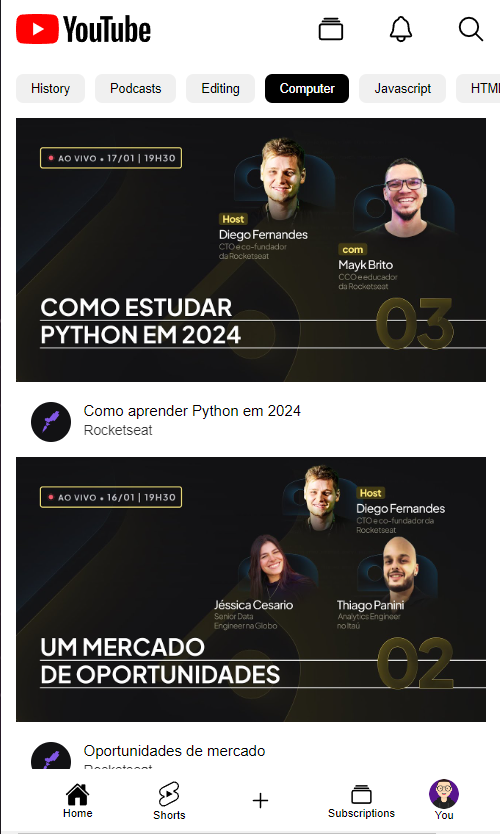 YouTube
History Podcasts Editing Computer Javascript HTM
AO VIVO • 17/01 | 19H30
Host
Diego Fernandes
CTO e co-fundador
da Rocketseat
com
Mayk Brito
CCO e educador
da Rocketseat
COMO ESTUDAR
PYTHON EM 2024
03
Como aprender Python em 2024
Rocketseat
AO VIVO • 16/01 | 19H30
Host
Diego Fernandes
CTO e co-fundador da
Rocketseat
Jéssica Cesario
Senior Data
Engineer na Globo
Thiago Panini
Analytics Engineer
no Itaú
UM MERCADO
DE OPORTUNIDADES
02
Oportunidades de mercado
Rocketseat
Home Shorts Subscriptions You